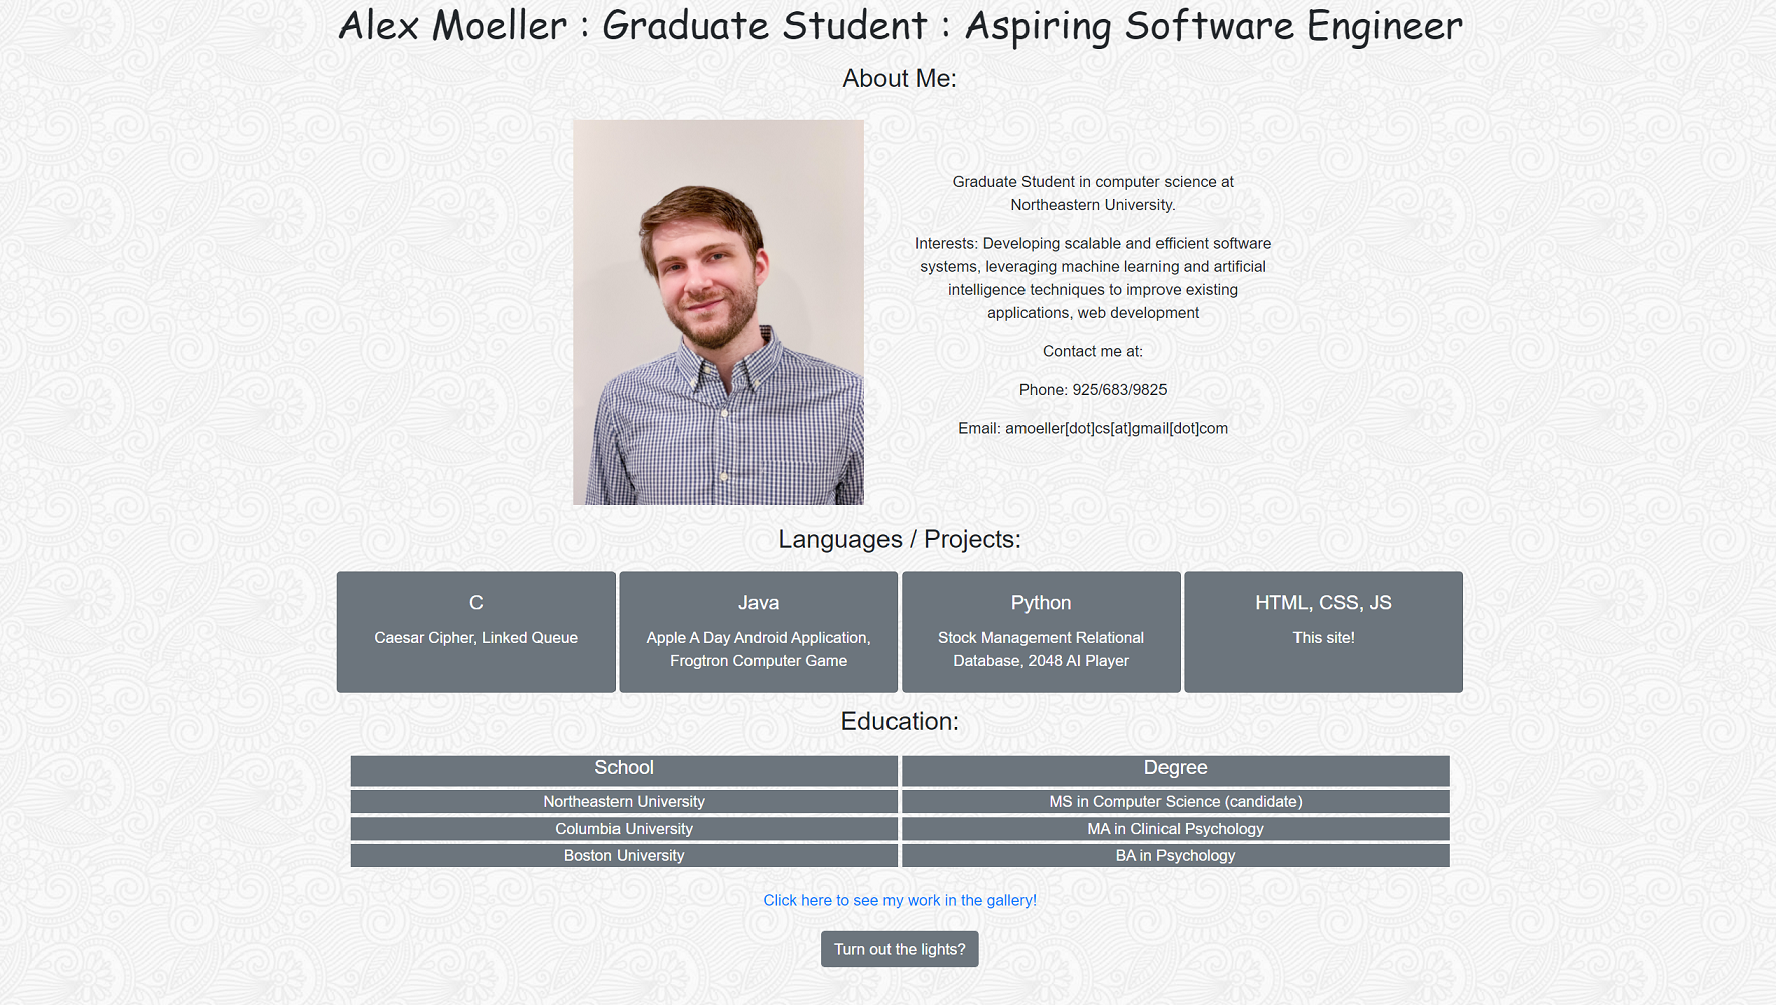 Alex Moeller : Graduate Student : Aspiring Software Engineer
About Me:
Graduate Student in computer science at
Northeastern University.
Interests: Developing scalable and efficient software
systems, leveraging machine learning and artificial
intelligence techniques to improve existing
applications, web development
Contact me at:
Phone: 925/683/9825
Email: amoeller[dot]cs[at]gmail[dot]com
Languages / Projects:
C
Caesar Cipher, Linked Queue
Java
Apple A Day Android Application,
Frogtron Computer Game
Python
Stock Management Relational
Database, 2048 AI Player
HTML, CSS, JS
This site!
Education:
School Degree
Northeastern University MS in Computer Science (candidate)
Columbia University MA in Clinical Psychology
Boston University BA in Psychology
Click here to see my work in the gallery!
Turn out the lights?